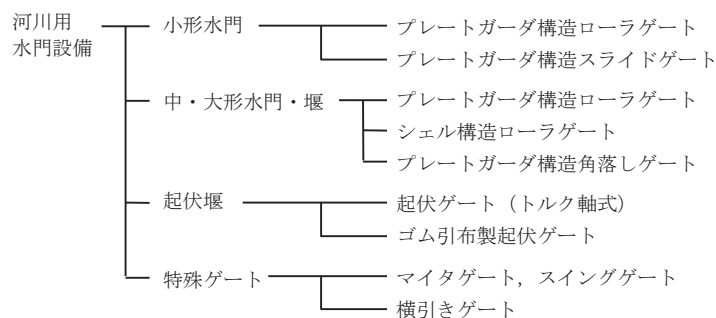 河川用
水門設備
小形水門
プレートガーダ構造ローラゲート
プレートガーダ構造スライドゲート
中・大形水門・堰
プレートガーダ構造ローラゲート
シェル構造ローラゲート
プレートガーダ構造角落しゲート
起伏堰
起伏ゲート（トルク軸式）
ゴム引布製起伏ゲート
特殊ゲート
マイタゲート，スイングゲート
横引きゲート